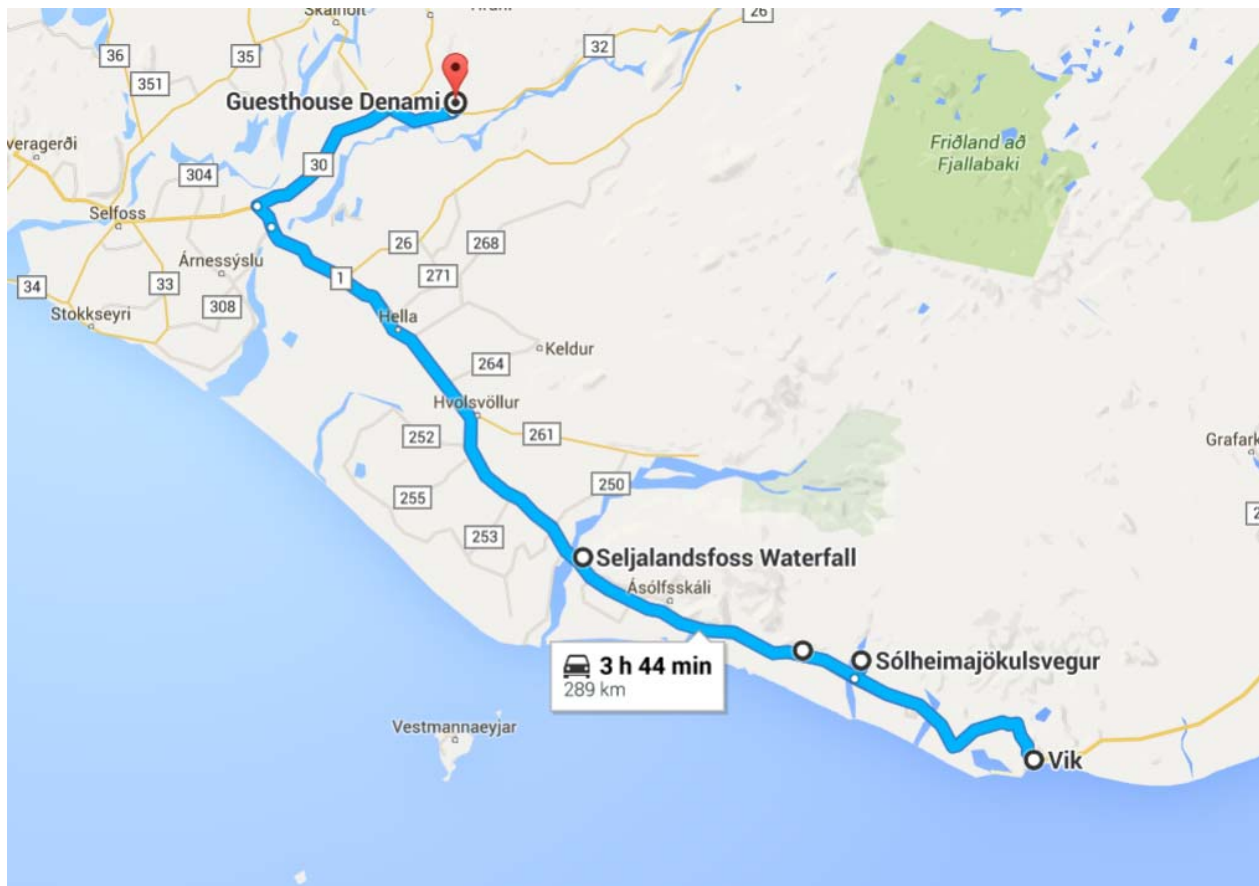 Skálholt
26
36
35
32
351
Guesthouse Denami
veragerði
304
30
Friðland að
Fjallabaki
Selfoss
Árnessýslu
26
268
271
34
33
308
1
Stokkseyri
Hella
Keldur
264
Hvolsvöllur
252
261
Grafark
250
255
253
Seljalandsfoss Waterfall
Ásólfsskáli
3 h 44 min
289 km
Sólheimajökulsvegur
Vestmannaeyjar
Vik